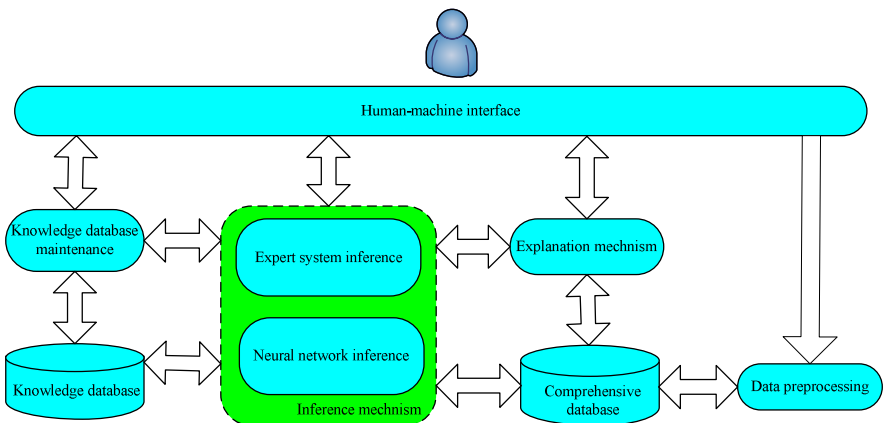 Human-machine interface
Knowledge database
maintenance
Expert system inference
Explanation mechnism
Neural network inference
Knowledge database
Inference mechnism
Comprehensive
database
Data preprocessing